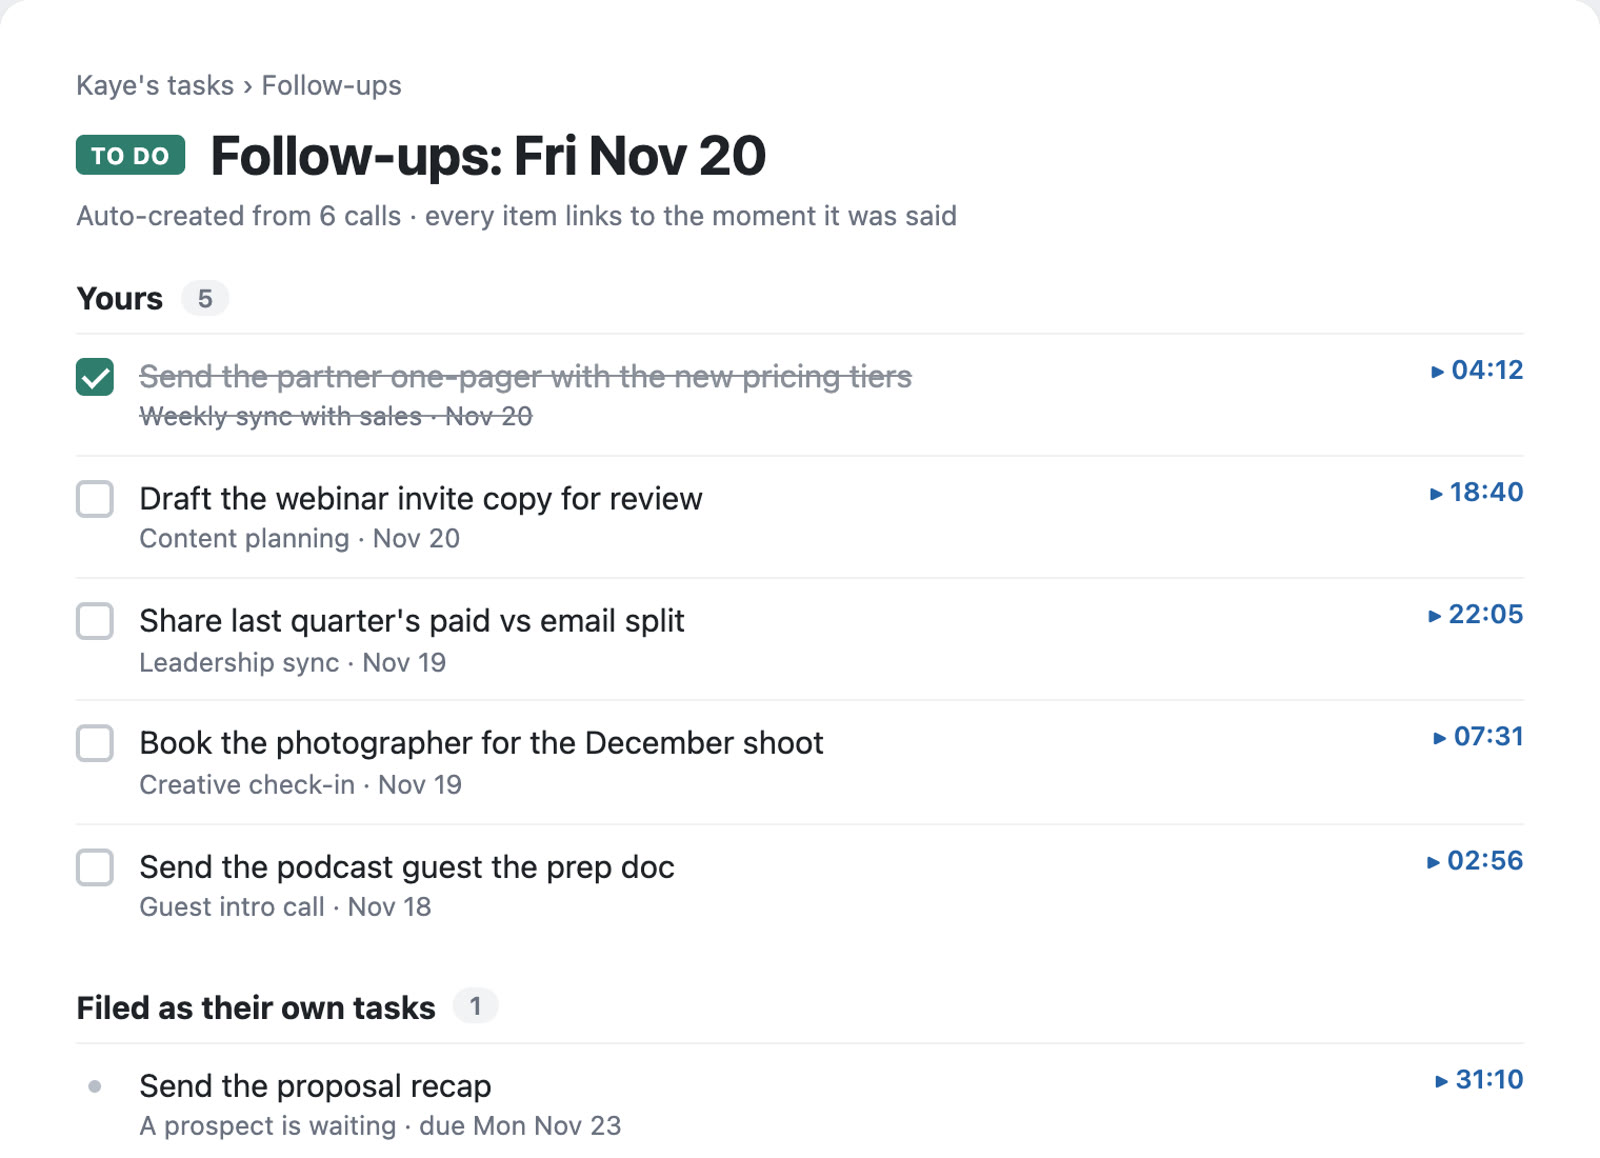 Kaye's tasks › Follow-ups
TO DO Follow-ups: Fri Nov 20
Auto-created from 6 calls · every item links to the moment it was said
Yours 5
Send the partner one-pager with the new pricing tiers ▸ 04:12
Weekly sync with sales · Nov 20
Draft the webinar invite copy for review ▸ 18:40
Content planning · Nov 20
Share last quarter's paid vs email split ▸ 22:05
Leadership sync · Nov 19
Book the photographer for the December shoot ▸ 07:31
Creative check-in · Nov 19
Send the podcast guest the prep doc ▸ 02:56
Guest intro call · Nov 18
Filed as their own tasks 1
Send the proposal recap ▸ 31:10
A prospect is waiting · due Mon Nov 23